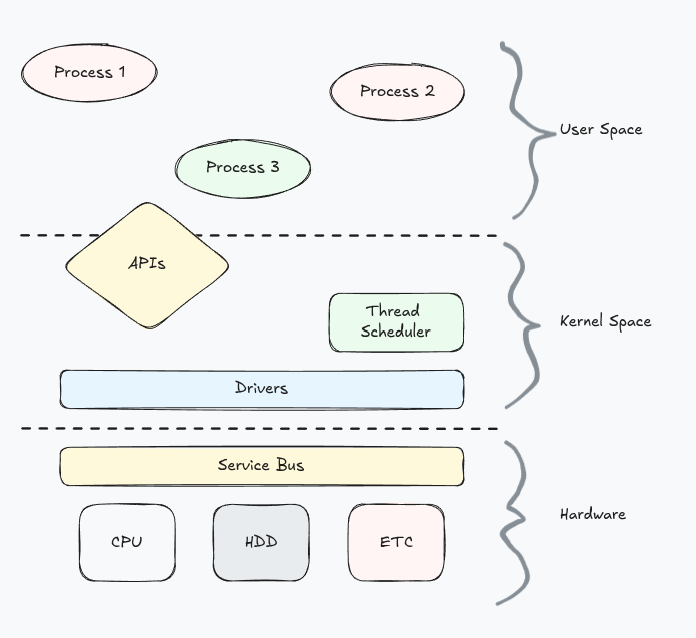 Process 1
Process 2
User Space
Process 3
APIs
Thread
Scheduler
Kernel Space
Drivers
Service Bus
Hardware
CPU
HDD
ETC